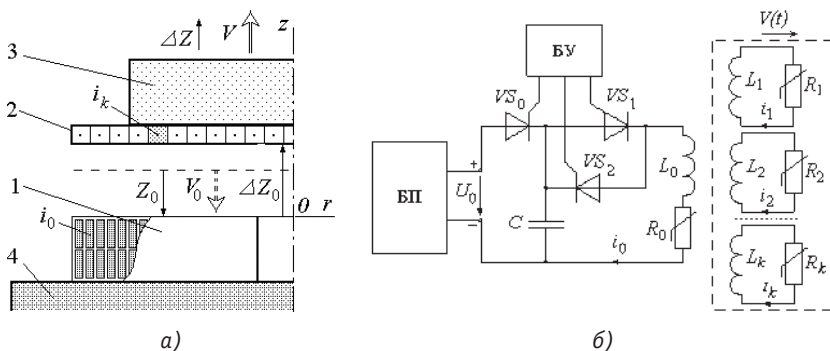 ΔZ V z
3
i_k
2
1
Z_0 V_0 ΔZ_0
0 r
i_0
4
а)
БУ
VS_0 VS_1
VS_2
БП
+
U_0
−
C
L_0
R_0
i_0
V(t)
L_1 R_1
i_1
L_2 R_2
i_2
L_k R_k
i_k
б)